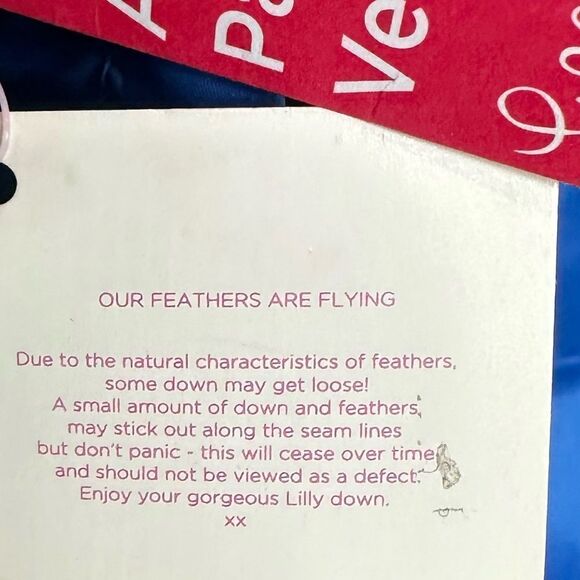 OUR FEATHERS ARE FLYING
Due to the natural characteristics of feathers,
some down may get loose!
A small amount of down and feathers,
may stick out along the seam lines
but don't panic - this will cease over time
and should not be viewed as a defect.
Enjoy your gorgeous Lilly down.
xx